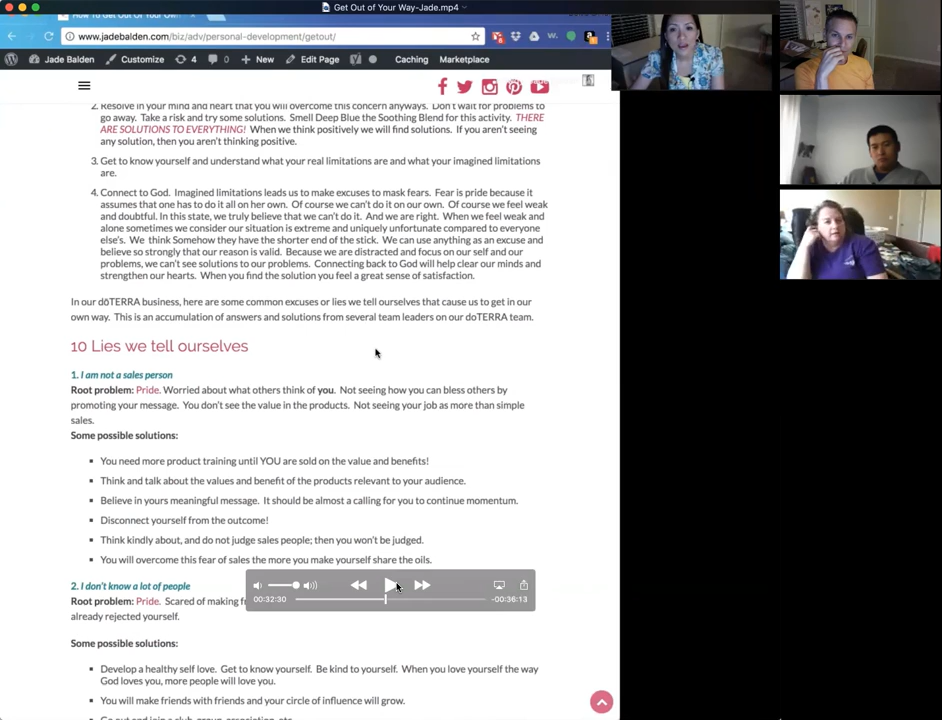 Get Out of Your Way-Jade.mp4
How To Get Out Of Your Own
www.jadebalden.com/biz/adv/personal-development/getout/
Jade Balden Customize 4 0 New Edit Page Caching Marketplace
2. Resolve in your mind and heart that you will overcome this concern anyways. Don't wait for problems to
go away. Take a risk and try some solutions. Smell Deep Blue the Soothing Blend for this activity. THERE
ARE SOLUTIONS TO EVERYTHING! When we think positively we will find solutions. If you aren't seeing
any solution, then you aren't thinking positive.
3. Get to know yourself and understand what your real limitations are and what your imagined limitations
are.
4. Connect to God. Imagined limitations leads us to make excuses to mask fears. Fear is pride because it
assumes that one has to do it all on her own. Of course we can't do it on our own. Of course we feel weak
and doubtful. In this state, we truly believe that we can't do it. And we are right. When we feel weak and
alone sometimes we consider our situation is extreme and uniquely unfortunate compared to everyone
else's. We think Somehow they have the shorter end of the stick. We can use anything as an excuse and
believe so strongly that our reason is valid. Because we are distracted and focus on our self and our
problems, we can't see solutions to our problems. Connecting back to God will help clear our minds and
strengthen our hearts. When you find the solution you feel a great sense of satisfaction.
In our dōTERRA business, here are some common excuses or lies we tell ourselves that cause us to get in our
own way. This is an accumulation of answers and solutions from several team leaders on our doTERRA team.
10 Lies we tell ourselves
1. I am not a sales person
Root problem: Pride. Worried about what others think of you. Not seeing how you can bless others by
promoting your message. You don't see the value in the products. Not seeing your job as more than simple
sales.
Some possible solutions:
You need more product training until YOU are sold on the value and benefits!
Think and talk about the values and benefit of the products relevant to your audience.
Believe in yours meaningful message. It should be almost a calling for you to continue momentum.
Disconnect yourself from the outcome!
Think kindly about, and do not judge sales people; then you won't be judged.
You will overcome this fear of sales the more you make yourself share the oils.
2. I don't know a lot of people
Root problem: Pride. Scared of making
already rejected yourself.
00:32:30 -00:36:13
Some possible solutions:
Develop a healthy self love. Get to know yourself. Be kind to yourself. When you love yourself the way
God loves you, more people will love you.
You will make friends with friends and your circle of influence will grow.
Go out and join a club, group, association, etc.